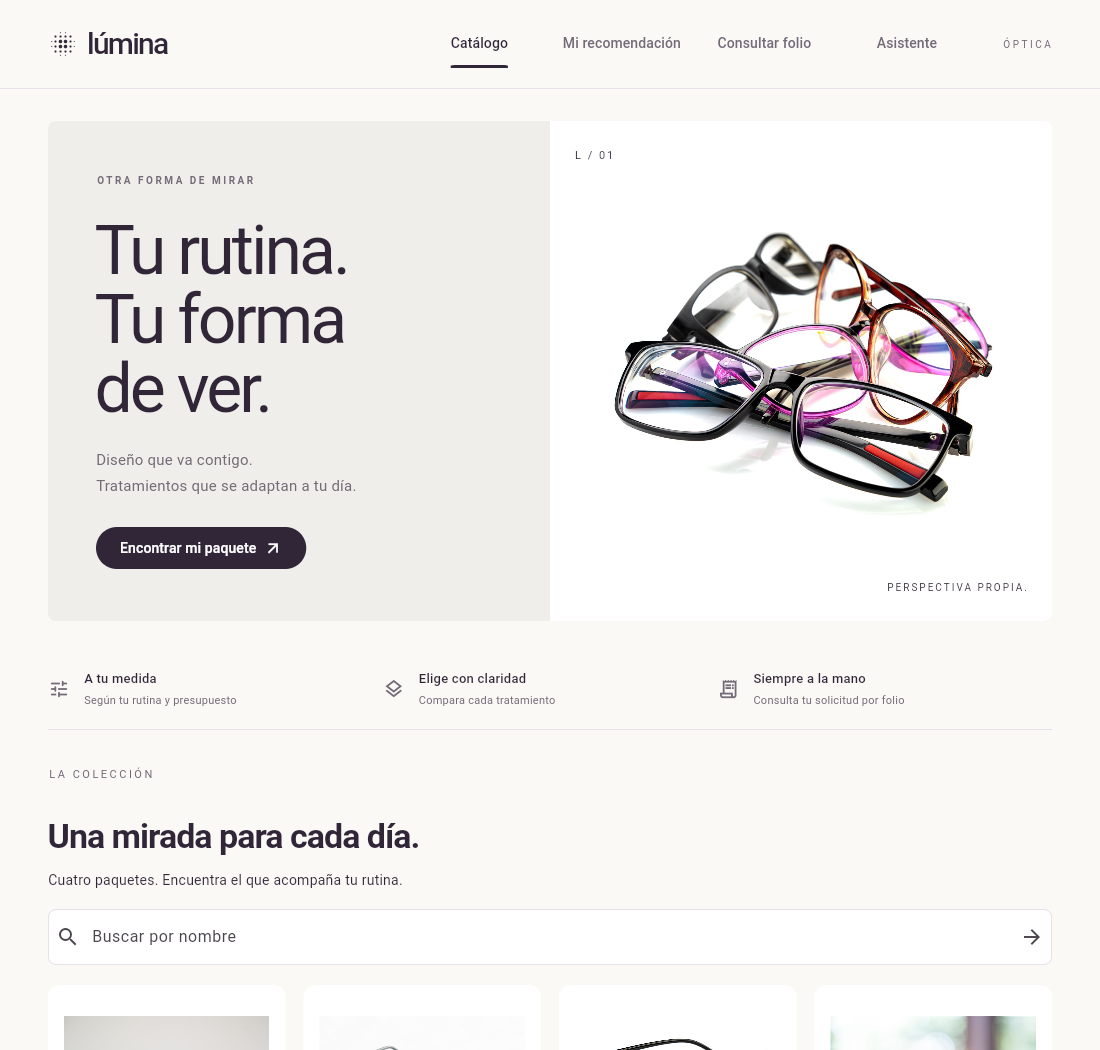 lúmina
Catálogo
Mi recomendación
Consultar folio
Asistente
ÓPTICA
OTRA FORMA DE MIRAR
Tu rutina.
Tu forma
de ver.
Diseño que va contigo.
Tratamientos que se adaptan a tu día.
Encontrar mi paquete
L / 01
PERSPECTIVA PROPIA.
A tu medida
Según tu rutina y presupuesto
Elige con claridad
Compara cada tratamiento
Siempre a la mano
Consulta tu solicitud por folio
LA COLECCIÓN
Una mirada para cada día.
Cuatro paquetes. Encuentra el que acompaña tu rutina.
Buscar por nombre